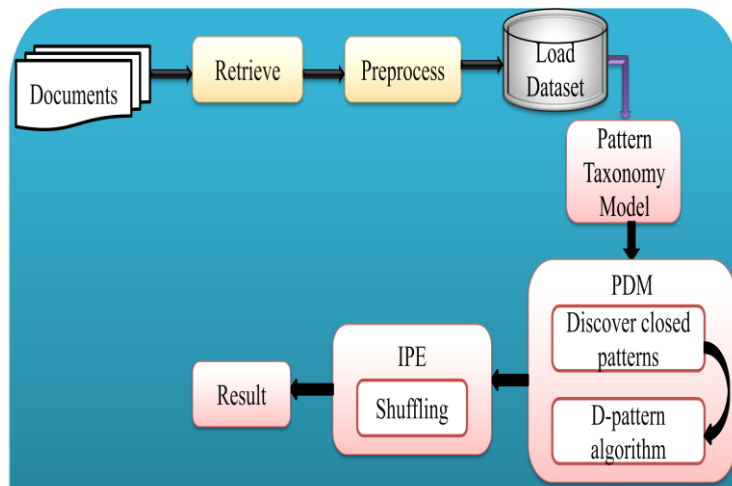 Documents
Retrieve
Preprocess
Load
Dataset
Pattern
Taxonomy
Model
PDM
Discover closed
patterns
D-pattern
algorithm
IPE
Shuffling
Result